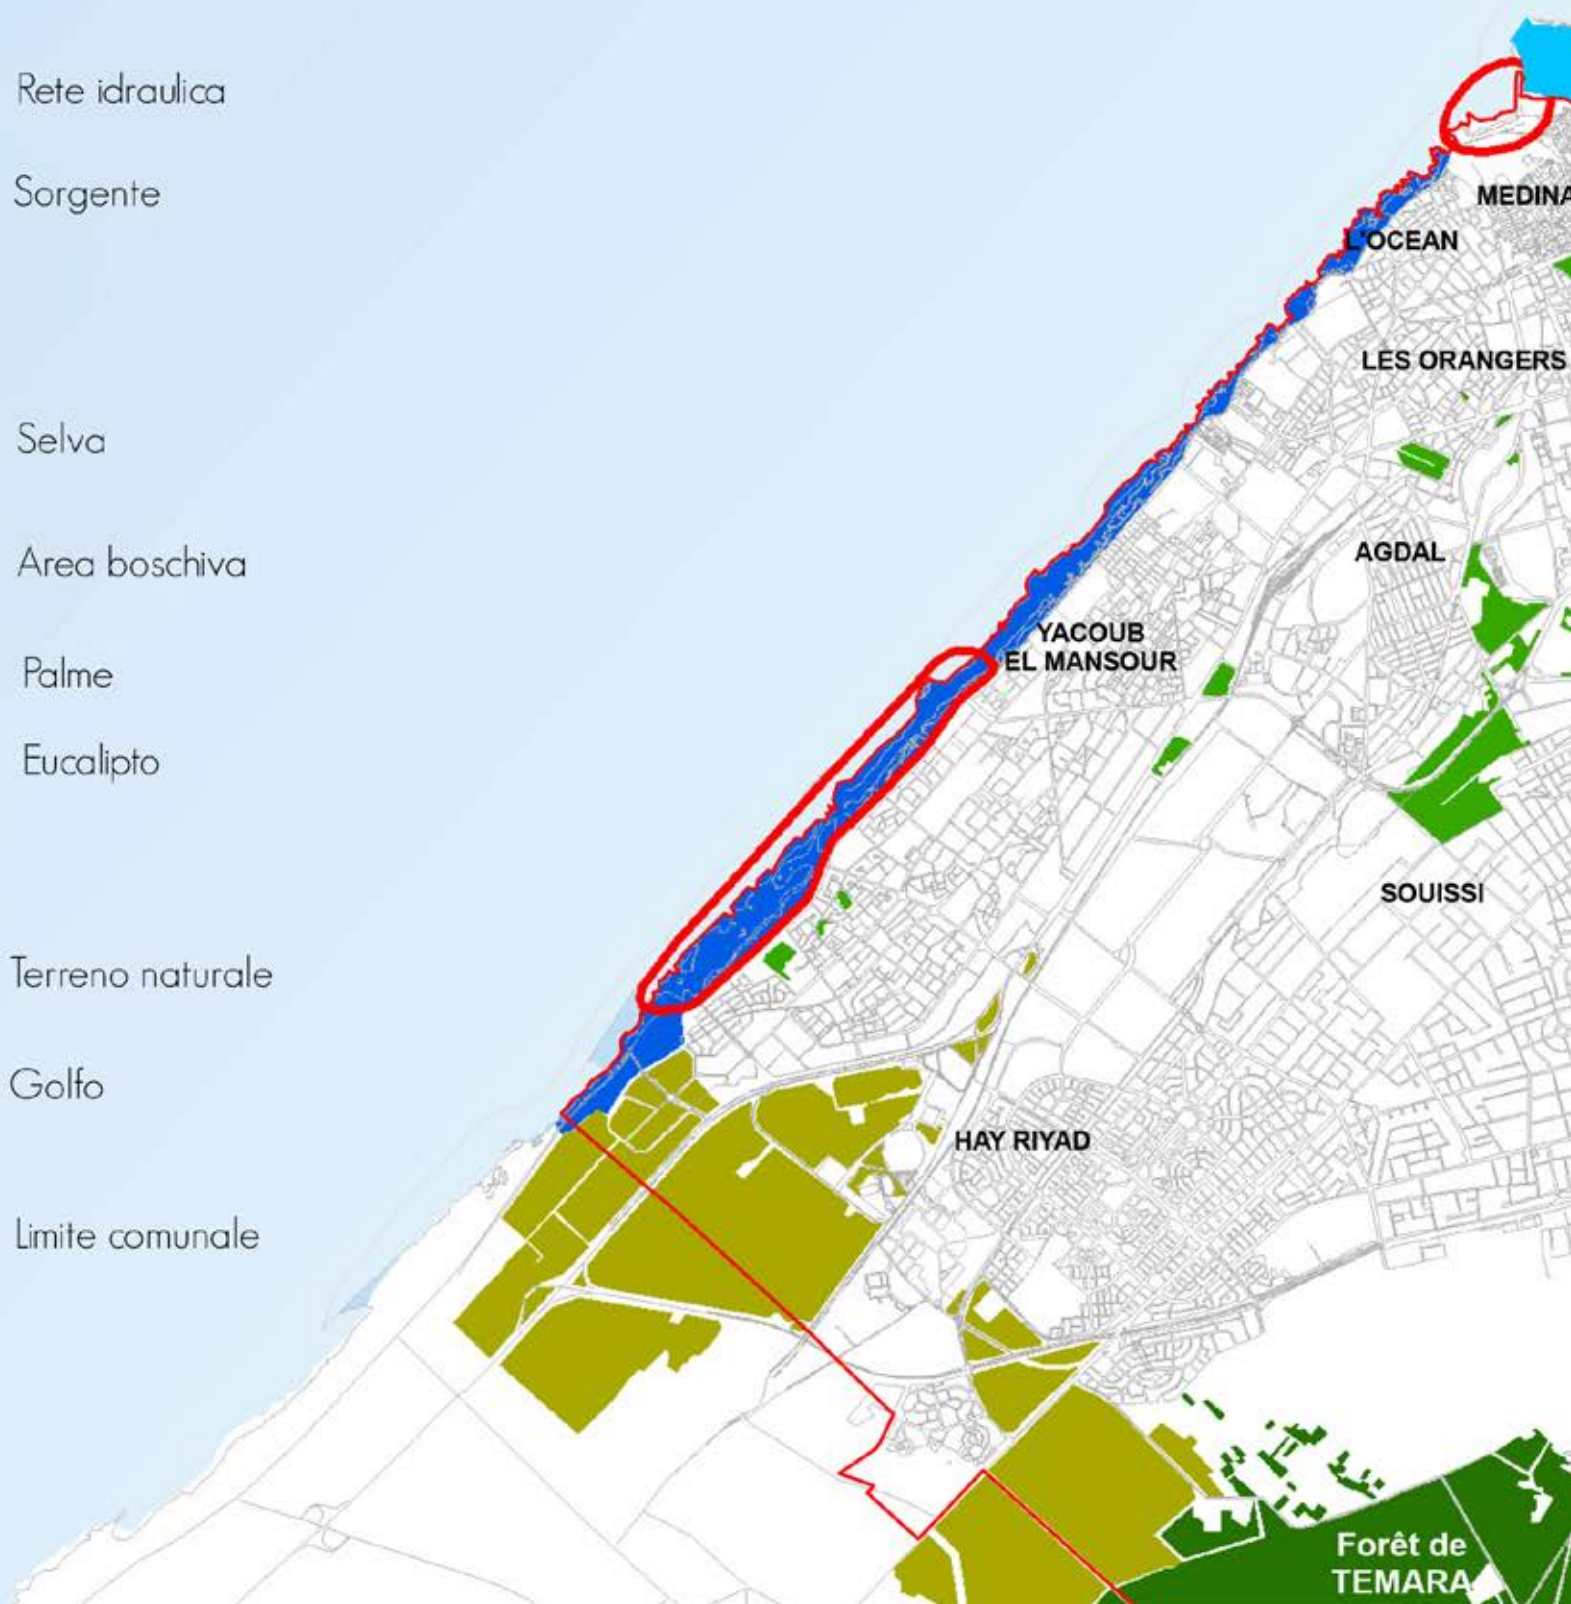 Rete idraulica
Sorgente
Selva
Area boschiva
Palme
Eucalipto
Terreno naturale
Golfo
Limite comunale
MEDINA
L'OCEAN
LES ORANGERS
AGDAL
YACOUB
EL MANSOUR
SOUISSI
HAY RIYAD
Forêt de
TEMARA